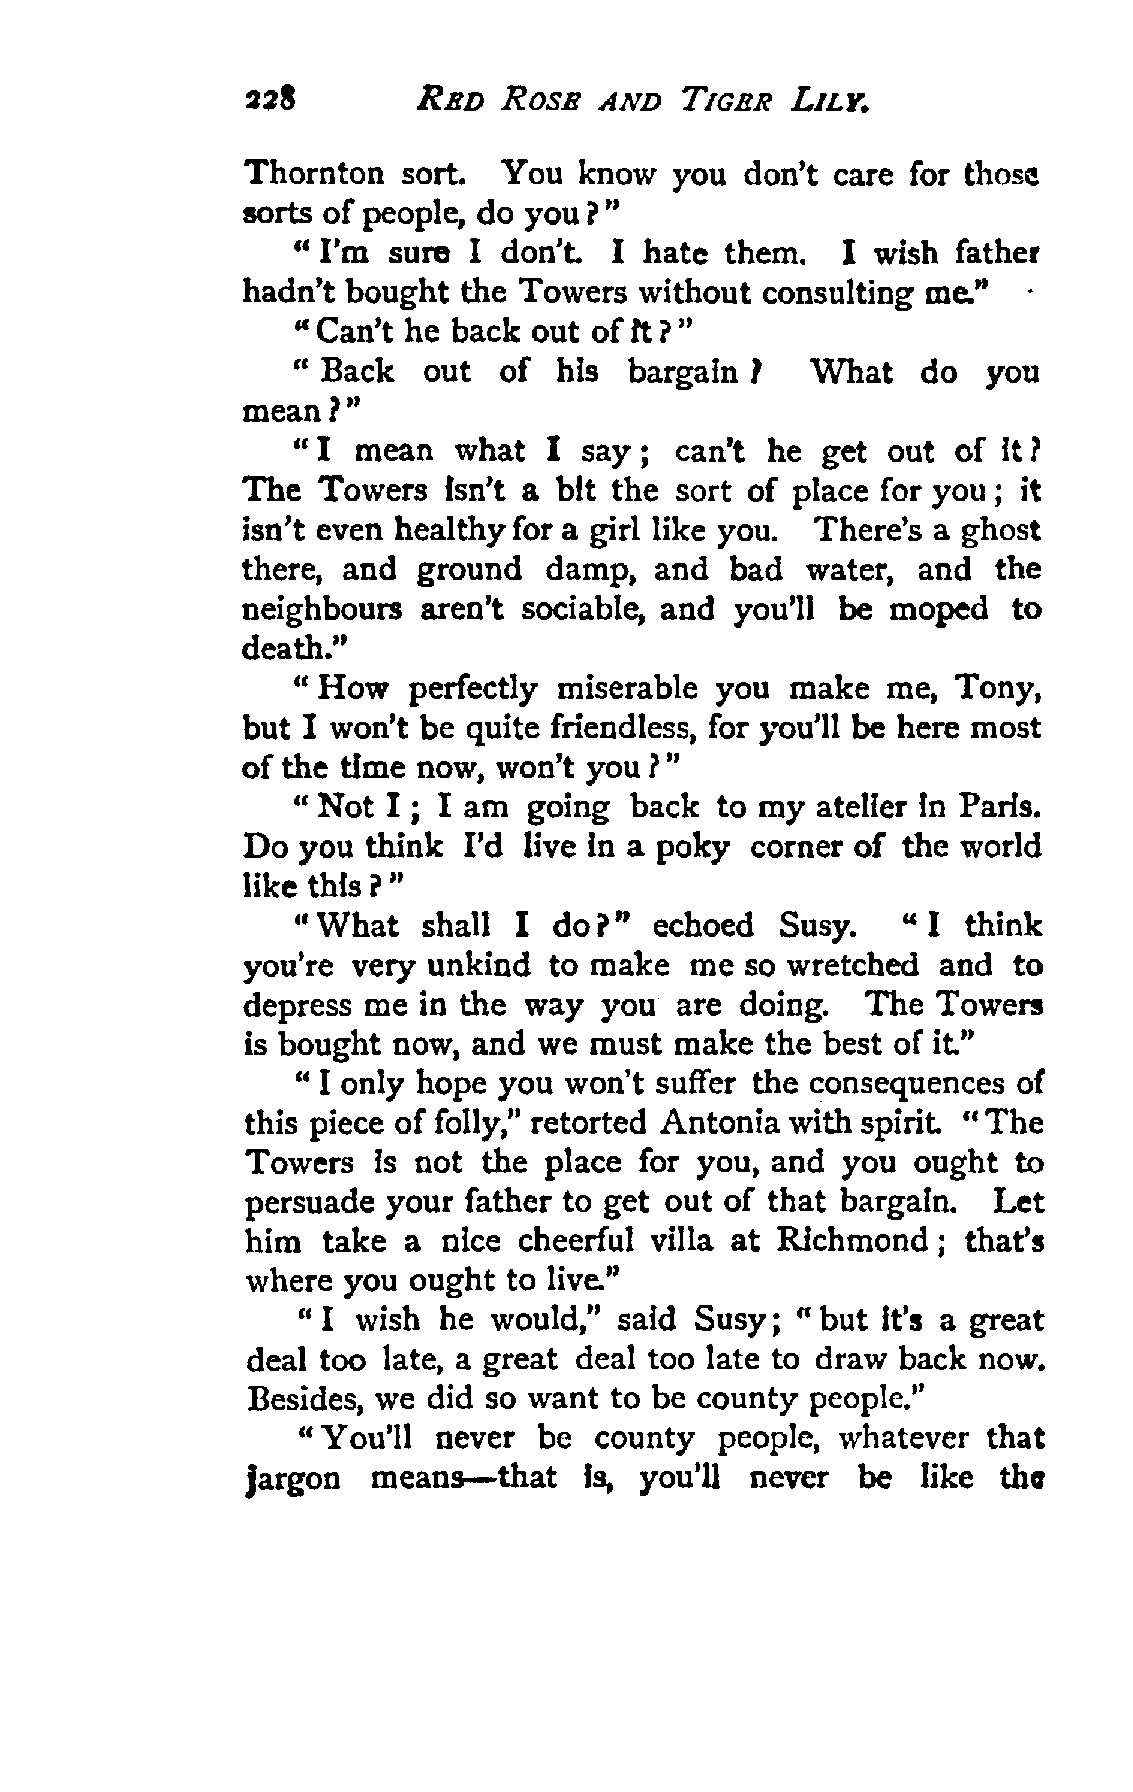 228 RED ROSE AND TIGER LILY.
Thornton sort. You know you don't care for those
sorts of people, do you?"
"I'm sure I don't. I hate them. I wish father
hadn't bought the Towers without consulting me."
"Can't he back out of it?"
"Back out of his bargain? What do you
mean?"
"I mean what I say; can't he get out of it?
The Towers isn't a bit the sort of place for you; it
isn't even healthy for a girl like you. There's a ghost
there, and ground damp, and bad water, and the
neighbours aren't sociable, and you'll be moped to
death."
"How perfectly miserable you make me, Tony,
but I won't be quite friendless, for you'll be here most
of the time now, won't you?"
"Not I; I am going back to my atelier in Paris.
Do you think I'd live in a poky corner of the world
like this?"
"What shall I do?" echoed Susy. "I think
you're very unkind to make me so wretched and to
depress me in the way you are doing. The Towers
is bought now, and we must make the best of it."
"I only hope you won't suffer the consequences of
this piece of folly," retorted Antonia with spirit. "The
Towers is not the place for you, and you ought to
persuade your father to get out of that bargain. Let
him take a nice cheerful villa at Richmond; that's
where you ought to live."
"I wish he would," said Susy; "but it's a great
deal too late, a great deal too late to draw back now.
Besides, we did so want to be county people."
"You'll never be county people, whatever that
jargon means—that is, you'll never be like the